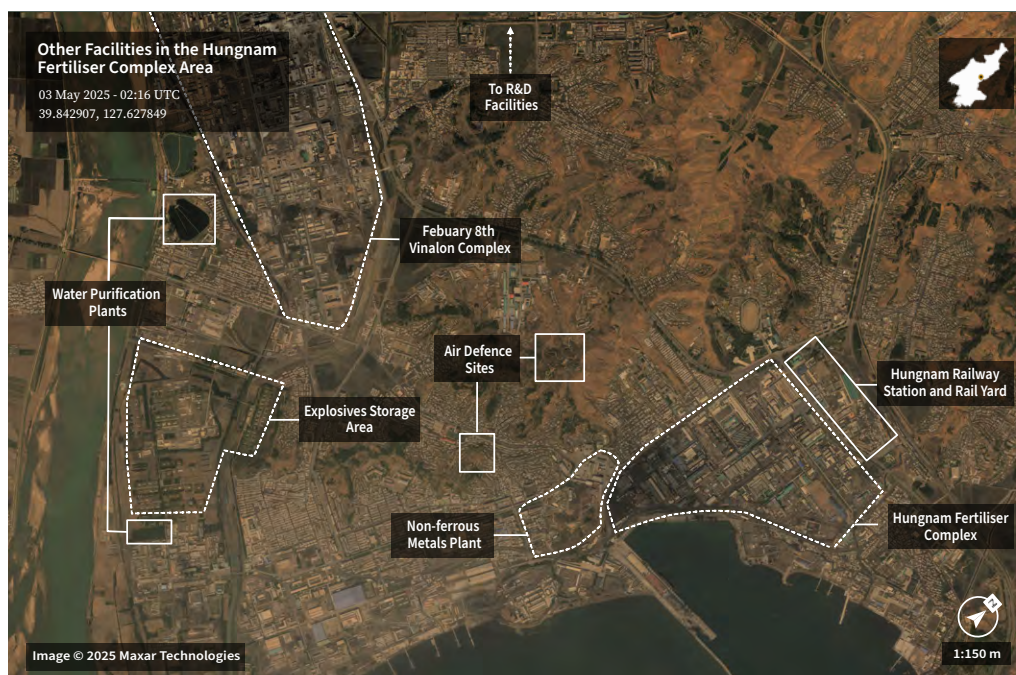 Other Facilities in the Hungnam
Fertiliser Complex Area
03 May 2025 - 02:16 UTC
39.842907, 127.627849
To R&D
Facilities
Febuary 8th
Vinalon Complex
Water Purification
Plants
Air Defence
Sites
Hungnam Railway
Station and Rail Yard
Explosives Storage
Area
Non-ferrous
Metals Plant
Hungnam Fertiliser
Complex
N
Image © 2025 Maxar Technologies
1:150 m